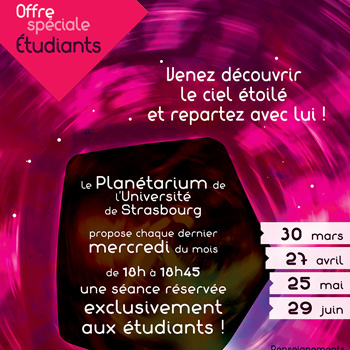 Offre
spéciale
Étudiants
Venez découvrir
le ciel étoilé
et repartez avec lui !
le Planétarium de
l'Université
de Strasbourg
propose chaque dernier
mercredi du mois
de 18h à 18h45
une séance réservée
exclusivement
aux étudiants !
30 mars
27 avril
25 mai
29 juin
Renseignements